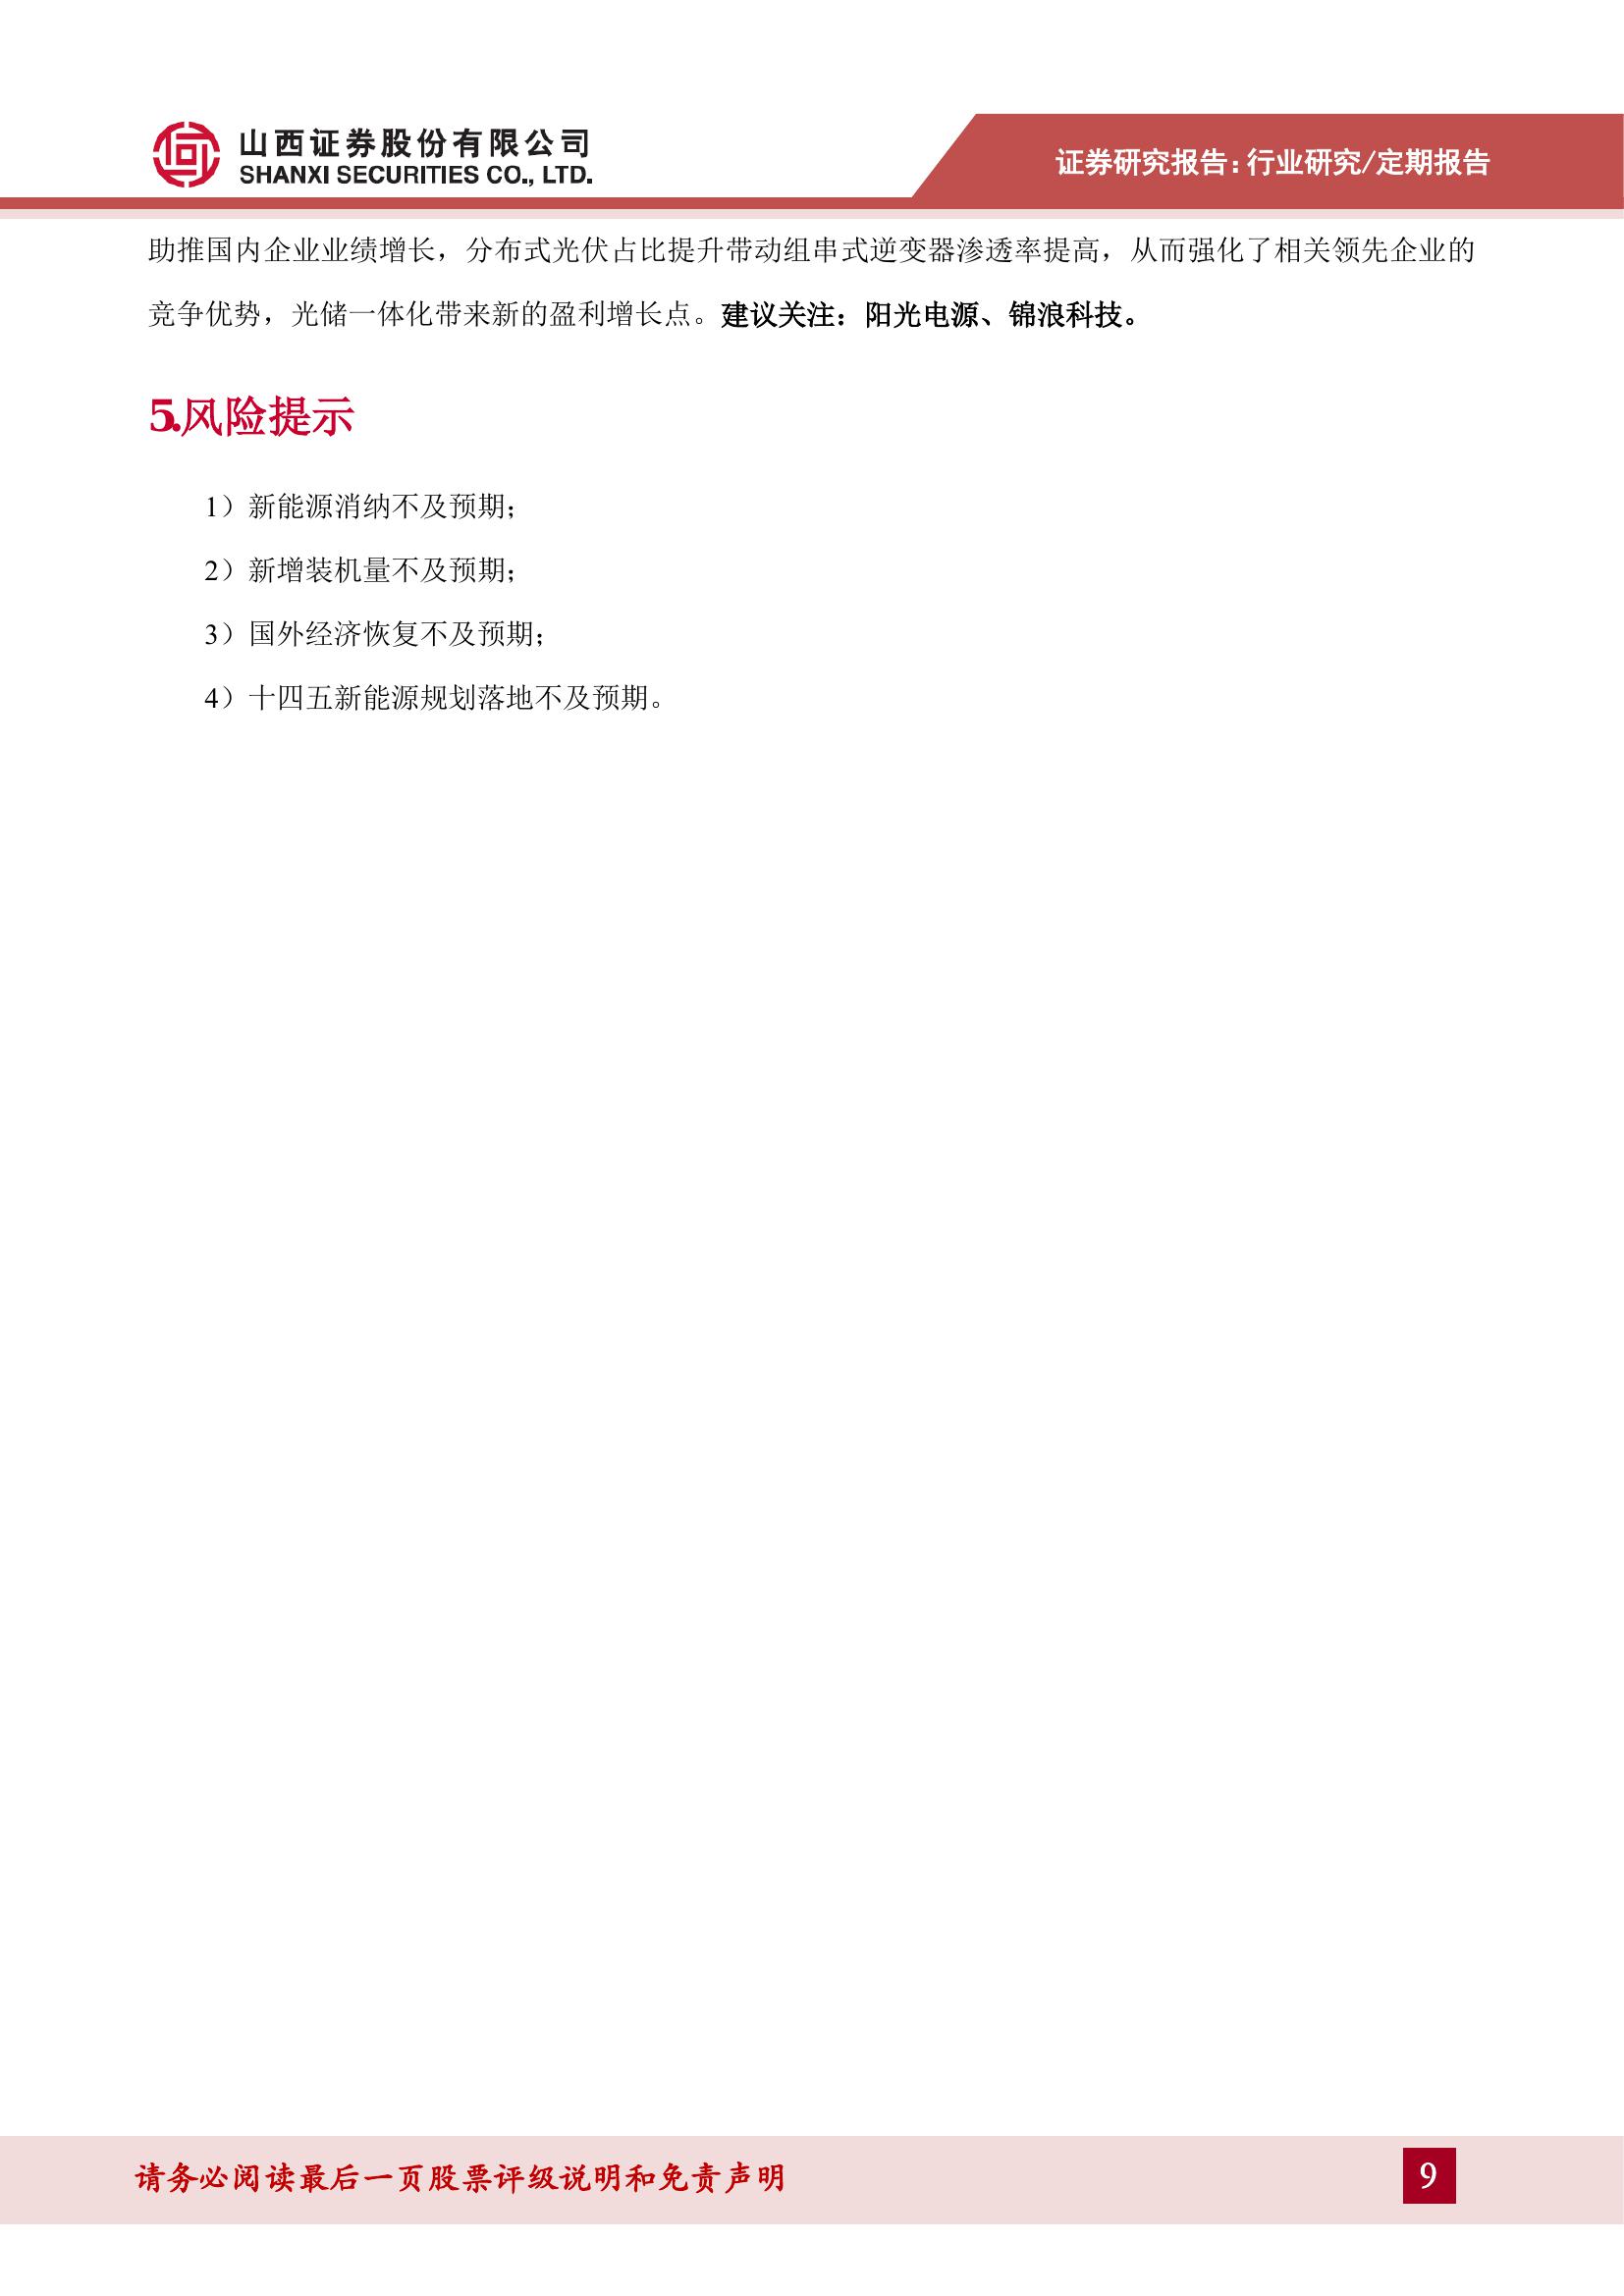 山西证券股份有限公司
SHANXI SECURITIES CO., LTD.
证券研究报告：行业研究/定期报告
助推国内企业业绩增长，分布式光伏占比提升带动组串式逆变器渗透率提高，从而强化了相关领先企业的
竞争优势，光储一体化带来新的盈利增长点。建议关注：阳光电源、锦浪科技。
5.风险提示
1）新能源消纳不及预期；
2）新增装机量不及预期；
3）国外经济恢复不及预期；
4）十四五新能源规划落地不及预期。
请务必阅读最后一页股票评级说明和免责声明
9